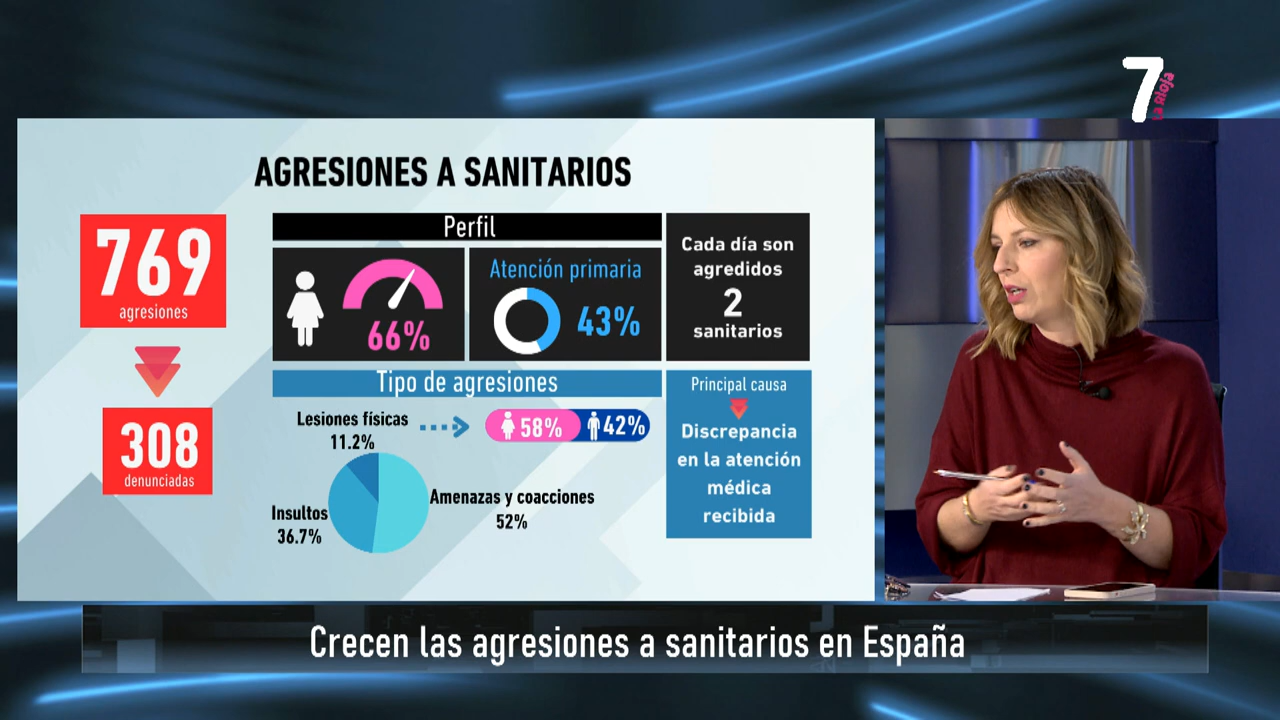 7
La Rioja
AGRESIONES A SANITARIOS
769
agresiones
308
denunciadas
Perfil
66%
Atención primaria
43%
Cada día son
agredidos
2
sanitarios
Tipo de agresiones
Lesiones físicas
11.2%
58%
42%
Insultos
36.7%
Amenazas y coacciones
52%
Principal causa
Discrepancia
en la atención
médica
recibida
Crecen las agresiones a sanitarios en España